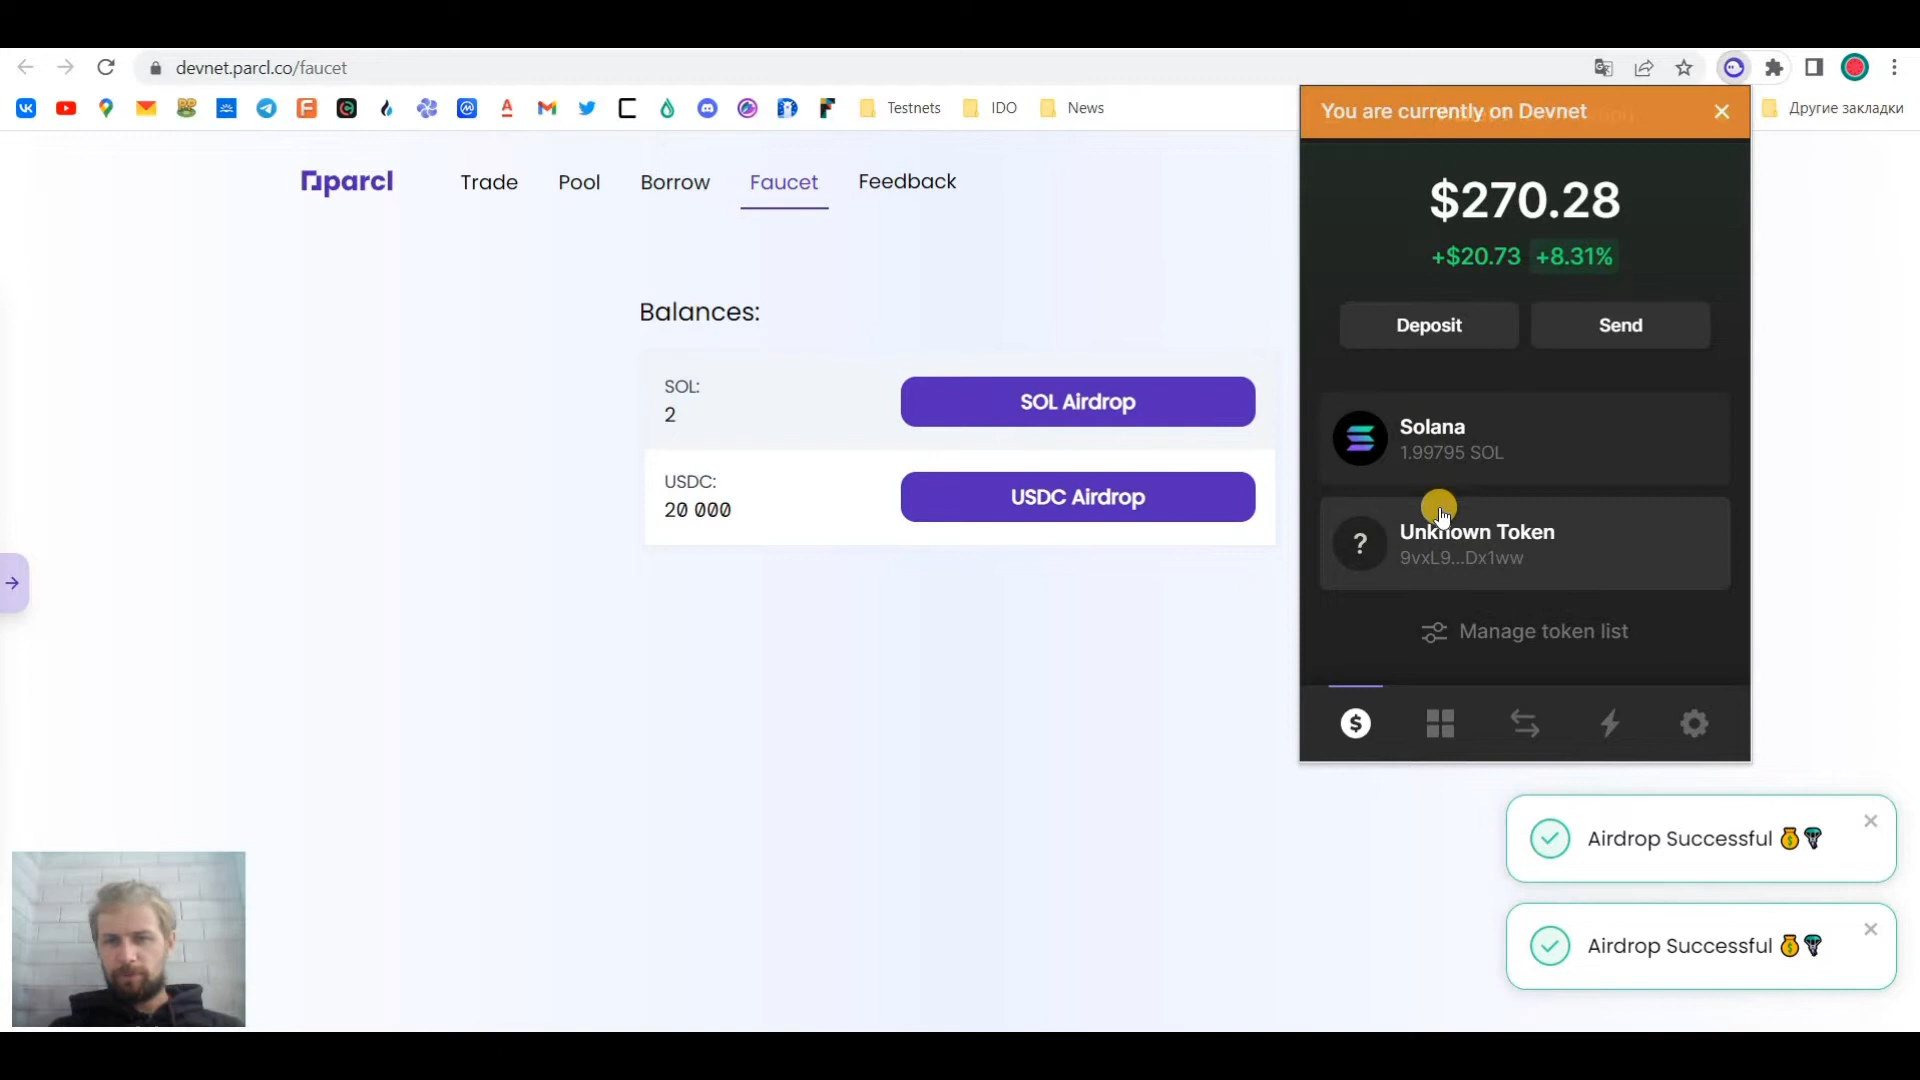 devnet.parcl.co/faucet
Testnets
IDO
News
Другие закладки
parcl
Trade
Pool
Borrow
Faucet
Feedback
Balances:
SOL:
2
SOL Airdrop
USDC:
20 000
USDC Airdrop
You are currently on Devnet
$270.28
+$20.73 +8.31%
Deposit
Send
Solana
1.99795 SOL
Unknown Token
9vxL9...Dx1ww
Manage token list
Airdrop Successful
Airdrop Successful